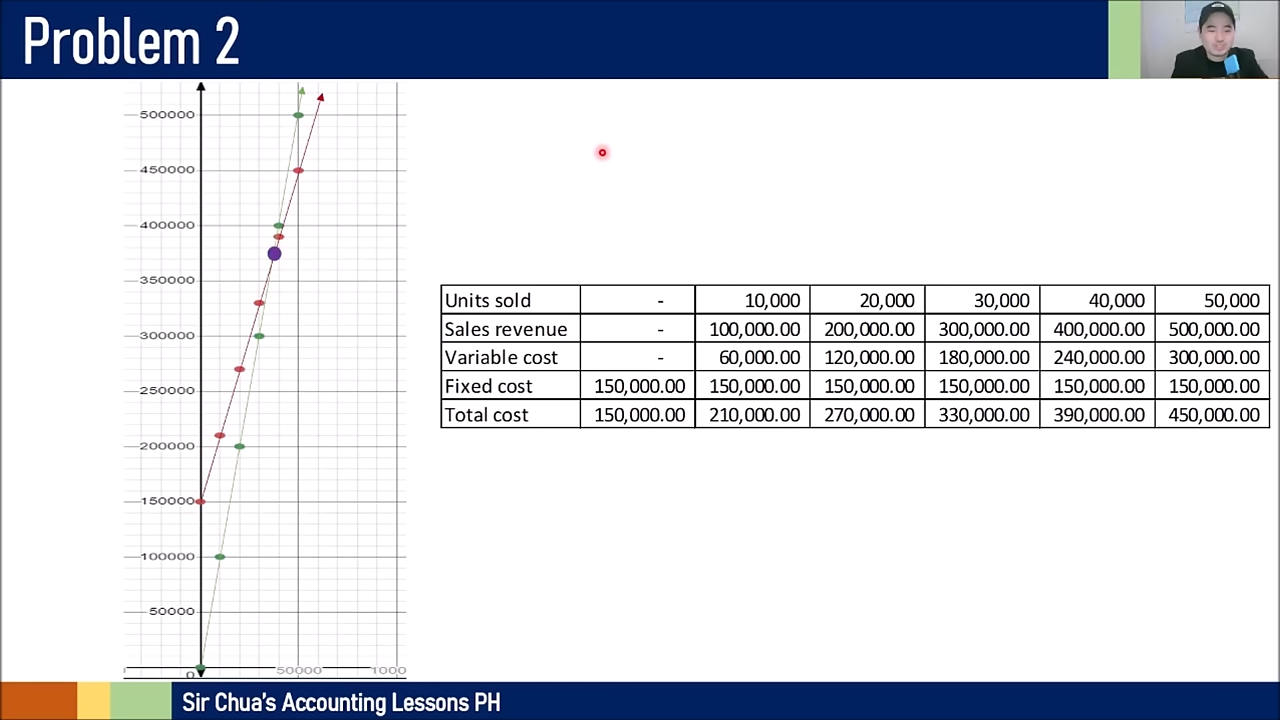 Problem 2
500000
450000
400000
350000
300000
250000
200000
150000
100000
50000
0 50000 1000
Units sold - 10,000 20,000 30,000 40,000 50,000
Sales revenue - 100,000.00 200,000.00 300,000.00 400,000.00 500,000.00
Variable cost - 60,000.00 120,000.00 180,000.00 240,000.00 300,000.00
Fixed cost 150,000.00 150,000.00 150,000.00 150,000.00 150,000.00 150,000.00
Total cost 150,000.00 210,000.00 270,000.00 330,000.00 390,000.00 450,000.00
Sir Chua's Accounting Lessons PH